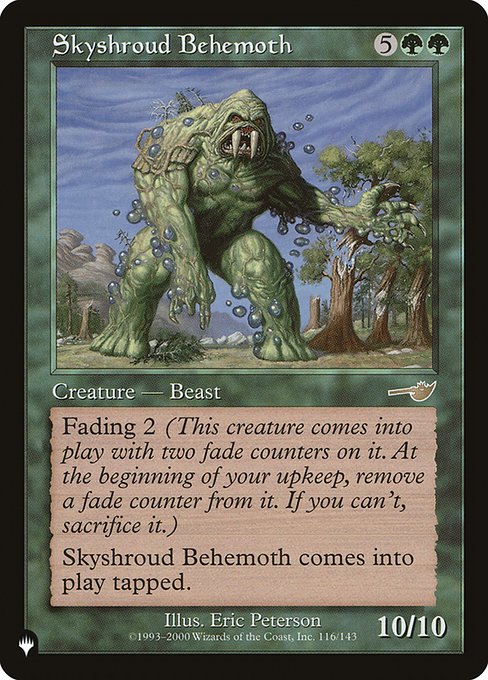 Skyshroud Behemoth 5
Creature — Beast
Fading 2 (This creature comes into
play with two fade counters on it. At
the beginning of your upkeep, remove
a fade counter from it. If you can't,
sacrifice it.)
Skyshroud Behemoth comes into
play tapped.
Illus. Eric Peterson
©1993–2000 Wizards of the Coast, Inc. 116/143
10/10